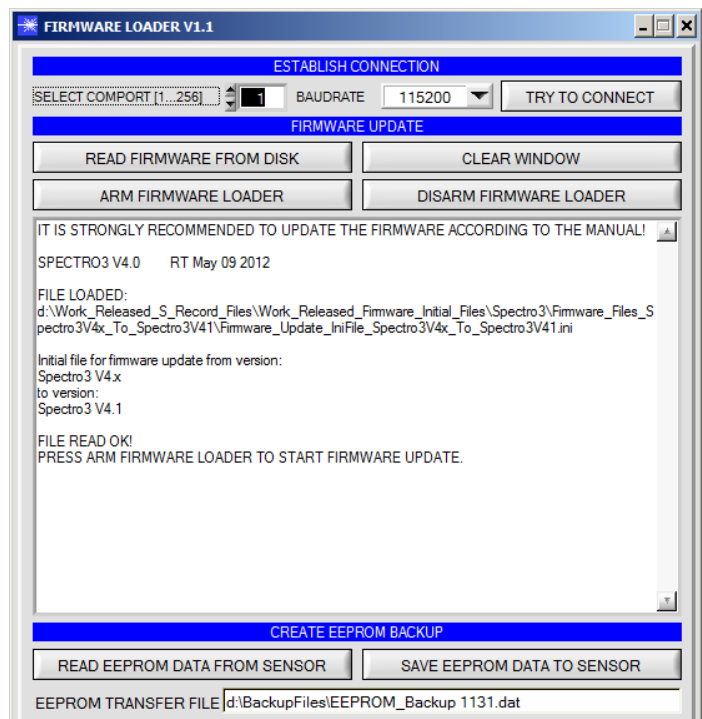 FIRMWARE LOADER V1.1
ESTABLISH CONNECTION
SELECT COMPORT [1...256] 1 BAUDRATE 115200 TRY TO CONNECT
FIRMWARE UPDATE
READ FIRMWARE FROM DISK CLEAR WINDOW
ARM FIRMWARE LOADER DISARM FIRMWARE LOADER
IT IS STRONGLY RECOMMENDED TO UPDATE THE FIRMWARE ACCORDING TO THE MANUAL!
SPECTRO3 V4.0 RT May 09 2012
FILE LOADED:
d:\Work_Released_S_Record_Files\Work_Released_Firmware_Initial_Files\Spectro3\Firmware_Files_S
pectro3V4x_To_Spectro3V41\Firmware_Update_IniFile_Spectro3V4x_To_Spectro3V41.ini
Initial file for firmware update from version:
Spectro3 V4.x
to version:
Spectro3 V4.1
FILE READ OK!
PRESS ARM FIRMWARE LOADER TO START FIRMWARE UPDATE.
CREATE EEPROM BACKUP
READ EEPROM DATA FROM SENSOR SAVE EEPROM DATA TO SENSOR
EEPROM TRANSFER FILE d:\BackupFiles\EEPROM_Backup 1131.dat